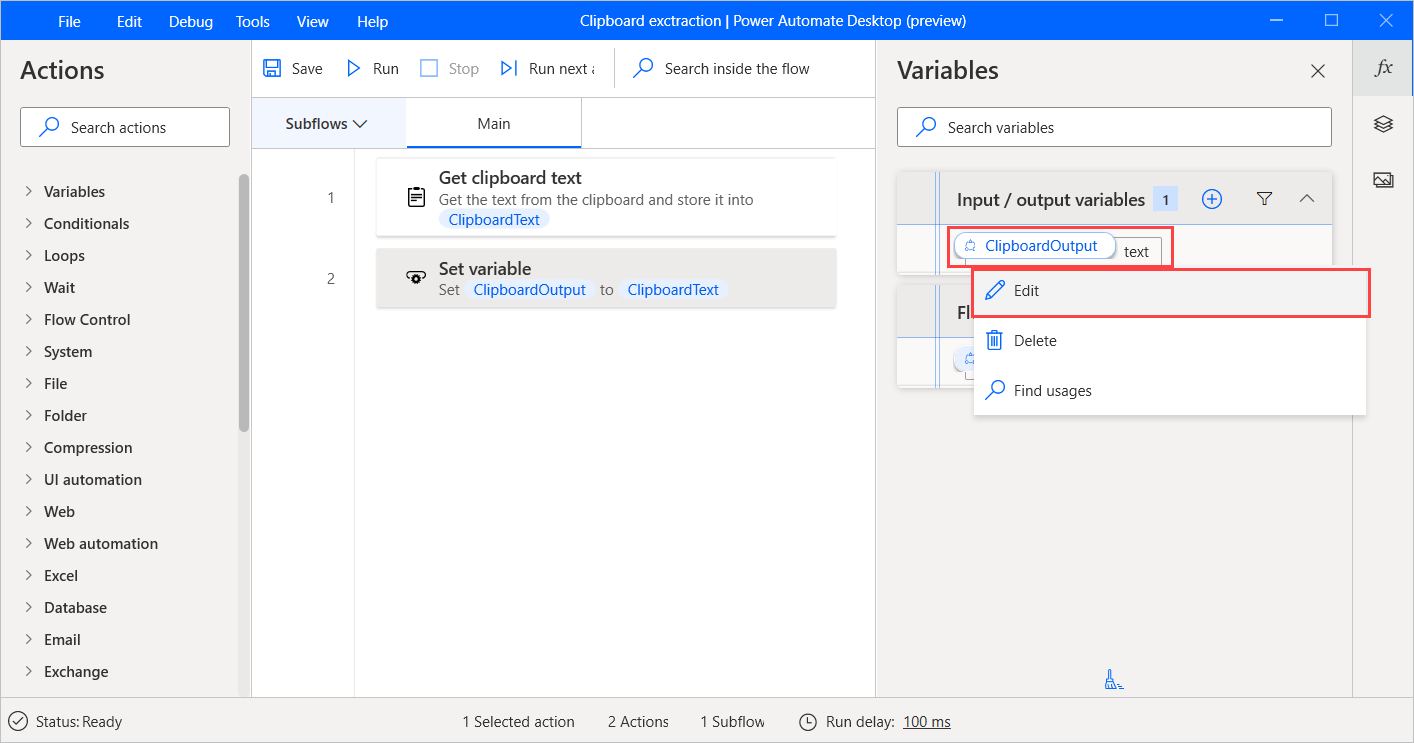 File Edit Debug Tools View Help Clipboard exctraction | Power Automate Desktop (preview)
Actions
Search actions
Variables
Conditionals
Loops
Wait
Flow Control
System
File
Folder
Compression
UI automation
Web
Web automation
Excel
Database
Email
Exchange
Save Run Stop Run next a Search inside the flow
Subflows Main
1
Get clipboard text
Get the text from the clipboard and store it into
ClipboardText
2
Set variable
Set ClipboardOutput to ClipboardText
Variables
fx
Search variables
Input / output variables 1
ClipboardOutput text
Fl
Edit
Delete
Find usages
Status: Ready 1 Selected action 2 Actions 1 Subflow Run delay: 100 ms